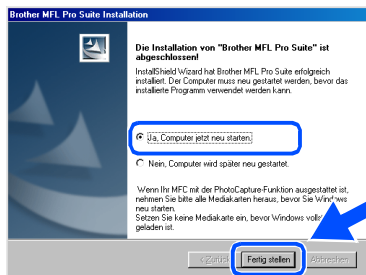 Brother MFL Pro Suite Installation
Die Installation von "Brother MFL Pro Suite" ist
abgeschlossen!
InstallShield Wizard hat Brother MFL Pro Suite erfolgreich
installiert. Der Computer muss neu gestartet werden, bevor das
installierte Programm verwendet werden kann.
Ja, Computer jetzt neu starten.
Nein, Computer wird später neu gestartet.
Wenn Ihr MFC mit der PhotoCapture-Funktion ausgestattet ist,
nehmen Sie bitte alle Mediakarten heraus, bevor Sie Windows
neu starten.
Setzen Sie keine Mediakarte ein, bevor Windows
geladen ist.
< Zurück
Fertig stellen
Abbrechen